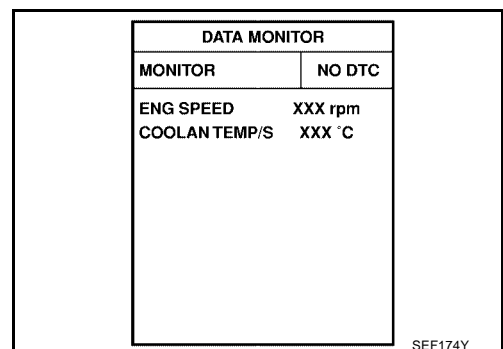 DATA MONITOR
MONITOR NO DTC
ENG SPEED XXX rpm
COOLAN TEMP/S XXX °C
SEF174Y